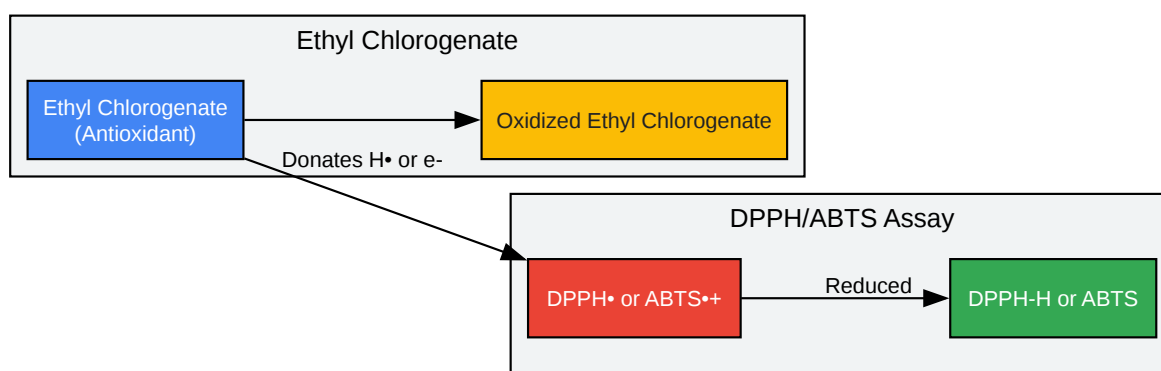 Ethyl Chlorogenate
Ethyl Chlorogenate
(Antioxidant)
Oxidized Ethyl Chlorogenate
Donates H• or e-
DPPH/ABTS Assay
DPPH• or ABTS•+
Reduced
DPPH-H or ABTS